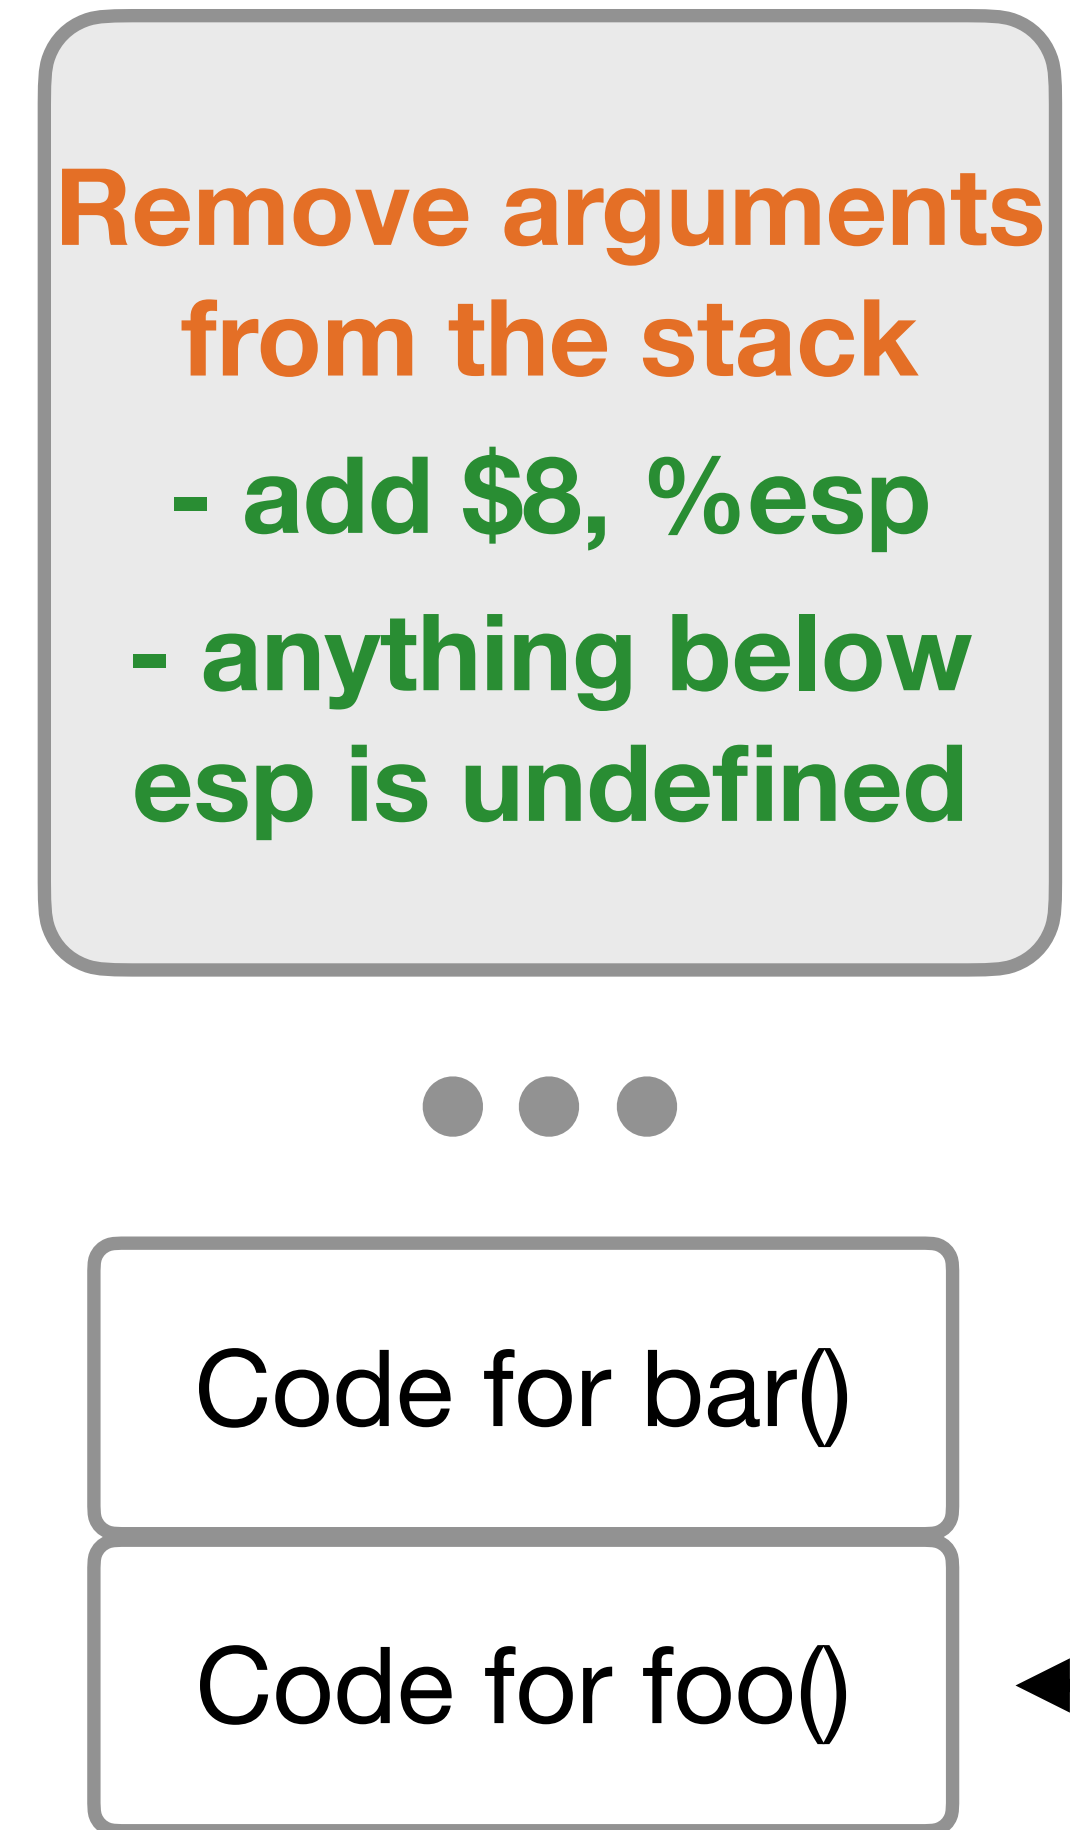 Remove arguments
from the stack
- add $8, %esp
- anything below
esp is undefined
Code for bar()
Code for foo()